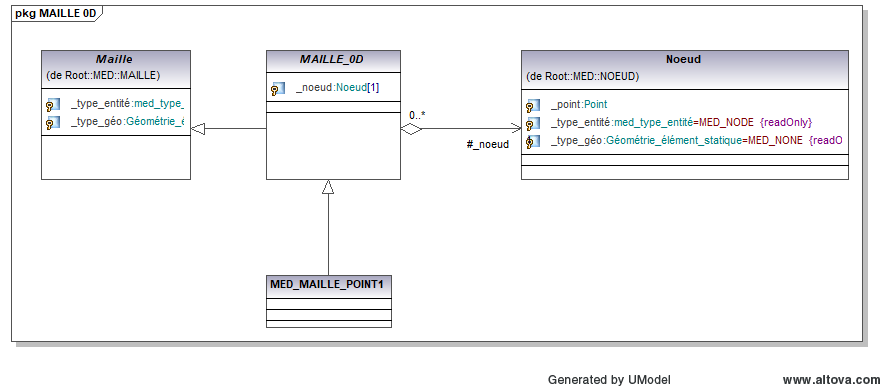 pkg MAILLE 0D
Maille
(de Root::MED::MAILLE)
_type_entité:med_type_
_type_géo:Géométrie_é
MAILLE_0D
_noeud:Noeud[1]
0..*
#_noeud
Noeud
(de Root::MED::NOEUD)
_point:Point
_type_entité:med_type_entité=MED_NODE {readOnly}
_type_géo:Géométrie_élément_statique=MED_NONE {readO
MED_MAILLE_POINT1
Generated by UModel
www.altova.com